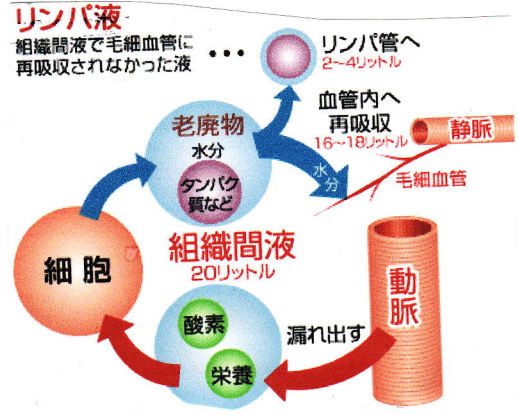 リンパ液
組織間液で毛細血管に
再吸収されなかった液
•••
リンパ管へ
2〜4リットル
血管内へ
再吸収
16〜18リットル
静脈
毛細血管
水分
老廃物
水分
タンパク
質など
組織間液
20リットル
細胞
酸素
栄養
漏れ出す
動脈